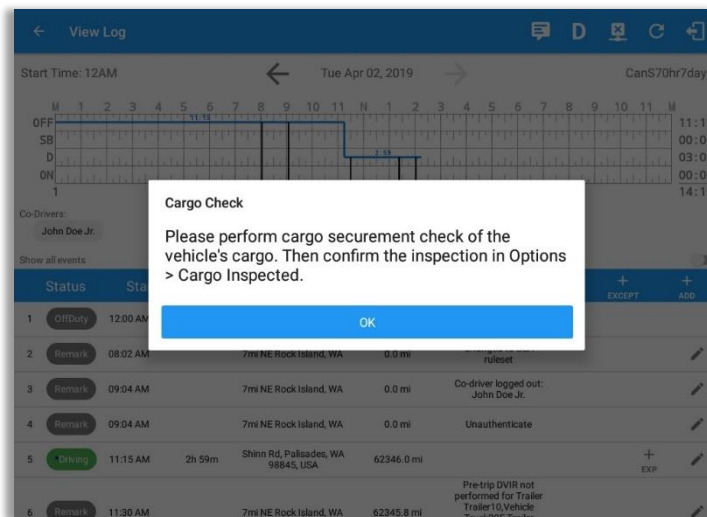 View Log
D
Start Time: 12AM
Tue Apr 02, 2019
CanS70hr7day
M 1 2 3 4 5 6 7 8 9 10 11 N 1 2 3 4 5 6 7 8 9 10 11 M
OFF 11:15 11:1
SB 00:0
D 2:59 03:0
ON 00:0
1 14:1
Co-Drivers:
John Doe Jr.
Show all events
Cargo Check
Please perform cargo securement check of the
vehicle's cargo. Then confirm the inspection in Options
> Cargo Inspected.
OK
Status Sta + EXCEPT + ADD
1 OffDuty 12:00 AM
2 Remark 08:02 AM 7mi NE Rock Island, WA 0.0 mi
ruleset
3 Remark 09:04 AM 7mi NE Rock Island, WA 0.0 mi Co-driver logged out:
John Doe Jr.
4 Remark 09:04 AM 7mi NE Rock Island, WA 0.0 mi Unauthenticate
5 *Driving 11:15 AM 2h 59m Shinn Rd, Palisades, WA
98845, USA 62346.0 mi + EXP
6 Remark 11:30 AM 7mi NE Rock Island, WA 62345.8 mi Pre-trip DVIR not
performed for Trailer
Trailer10,Vehicle